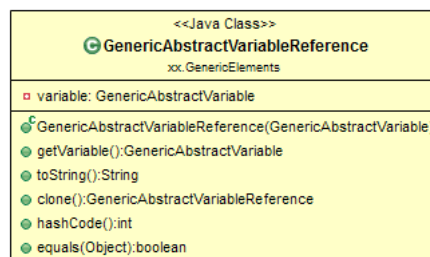 <<Java Class>>
GenericAbstractVariableReference
xx.GenericElements
variable: GenericAbstractVariable
GenericAbstractVariableReference(GenericAbstractVariable
getVariable():GenericAbstractVariable
toString():String
clone():GenericAbstractVariableReference
hashCode():int
equals(Object):boolean